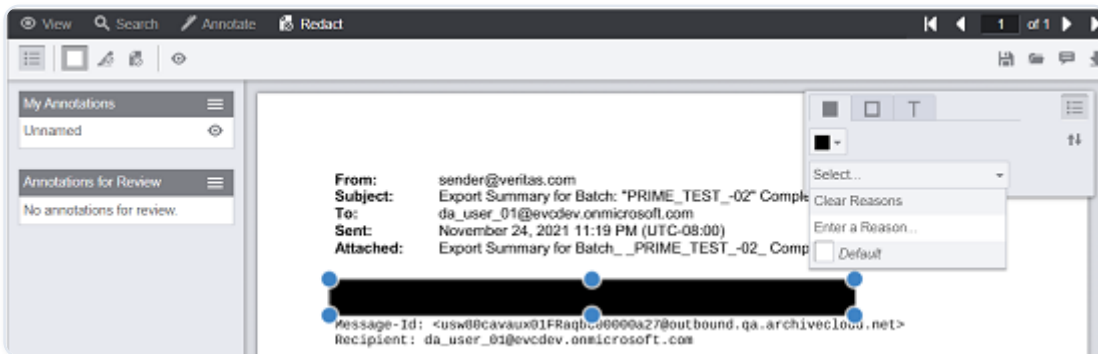 View Search Annotate Redact 1 of 1
My Annotations
Unnamed
Annotations for Review
No annotations for review.
From: sender@veritas.com
Subject: Export Summary for Batch: "PRIME_TEST_-02" Comple
To: da_user_01@evcdev.onmicrosoft.com
Sent: November 24, 2021 11:19 PM (UTC-08:00)
Attached: Export Summary for Batch_ _PRIME_TEST_-02_ Comp
T
Select...
Clear Reasons
Enter a Reason...
Default
Message-Id:
Recipient: da_user_01@evcdev.onmicrosoft.com